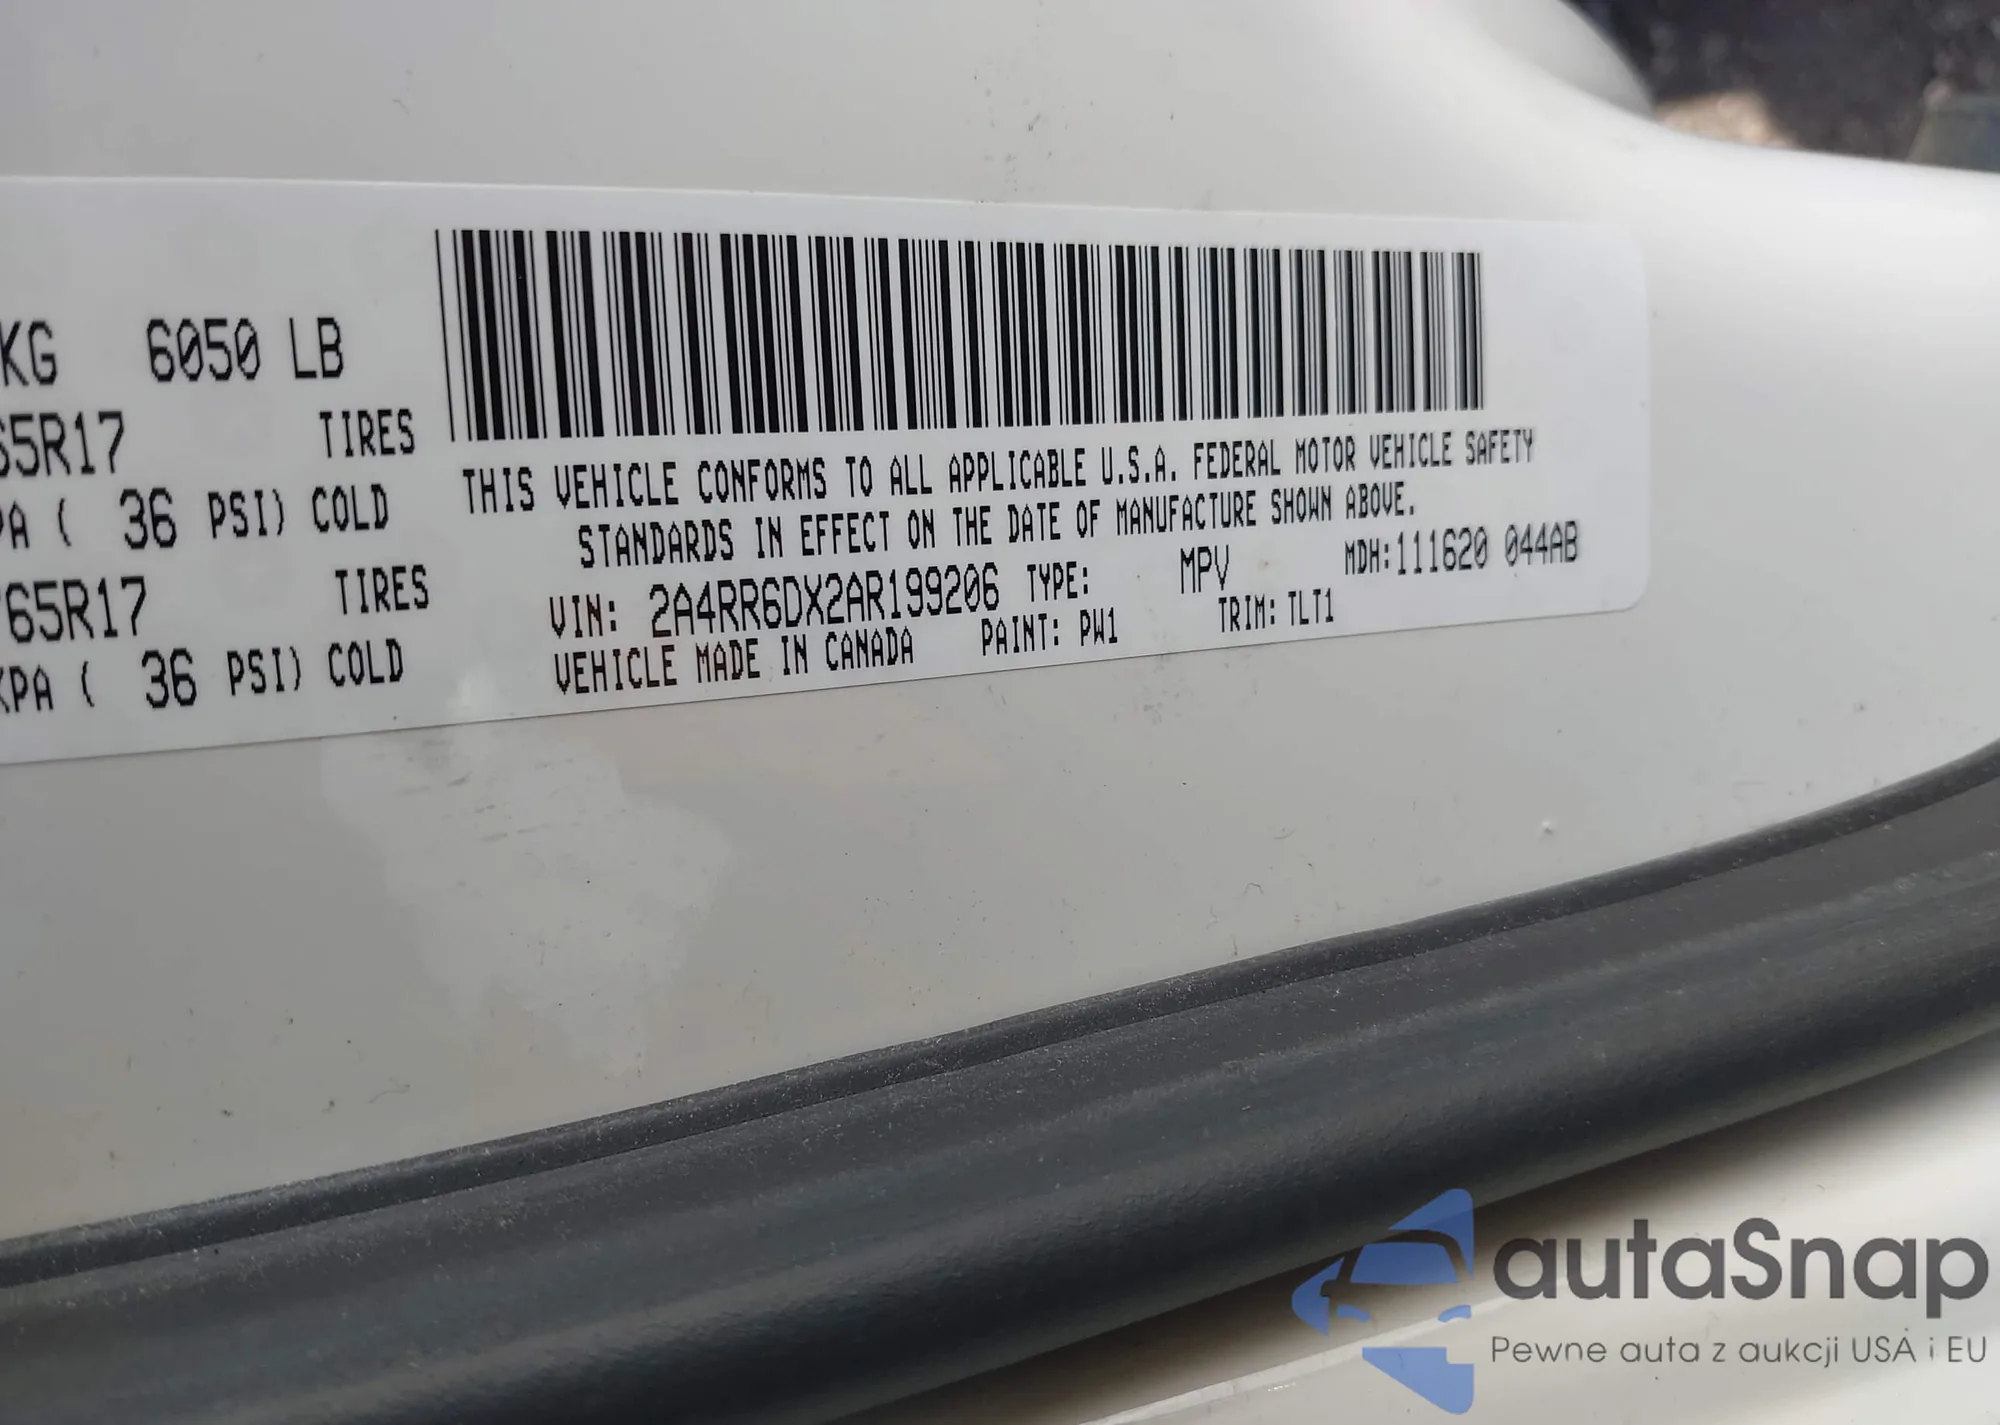 KG 6050 LB
65R17 TIRES
PA ( 36 PSI) COLD
65R17 TIRES
KPA ( 36 PSI) COLD
THIS VEHICLE CONFORMS TO ALL APPLICABLE U.S.A. FEDERAL MOTOR VEHICLE SAFETY
STANDARDS IN EFFECT ON THE DATE OF MANUFACTURE SHOWN ABOVE.
MDH:111620 044AB
VIN: 2A4RR6DX2AR199206 TYPE: MPV
VEHICLE MADE IN CANADA PAINT: PW1 TRIM: TLT1
autaSnap
Pewne auta z aukcji USA i EU